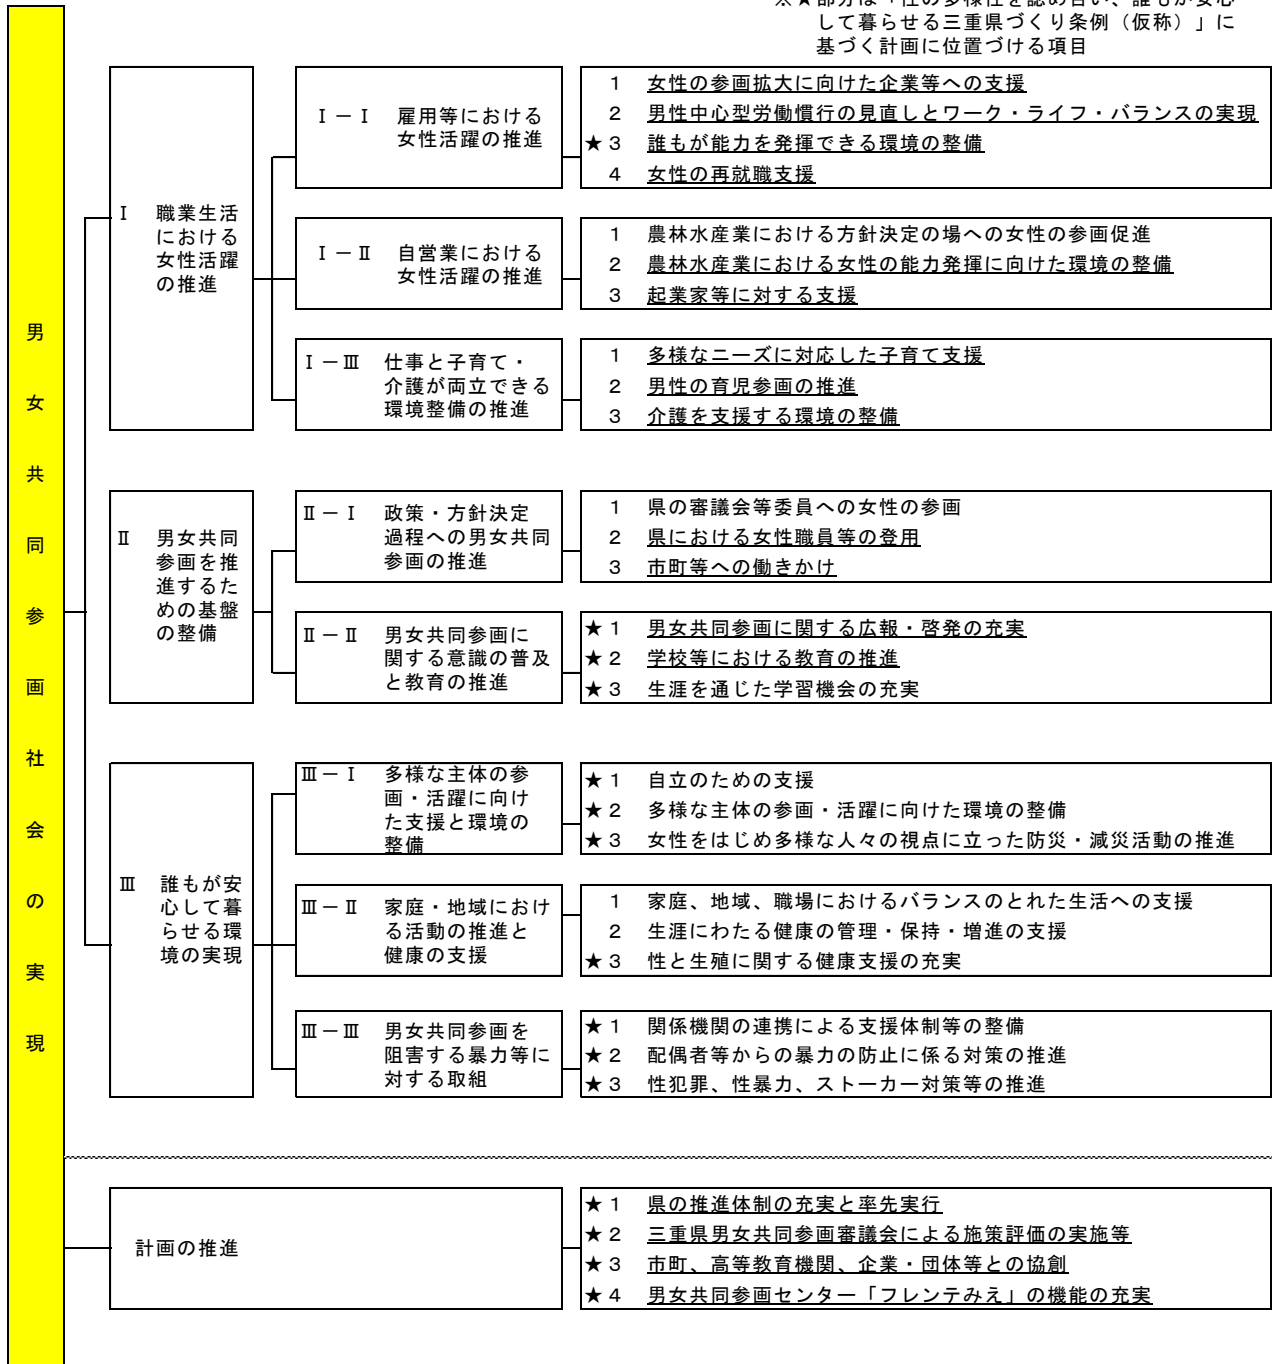 ※★部分は「性の多様性を認め合い、誰もが安心
して暮らせる三重県づくり条例（仮称）」に
基づく計画に位置づける項目
男女共同参画社会の実現
Ⅰ 職業生活
における
女性活躍
の推進
Ⅰ－Ⅰ 雇用等における
女性活躍の推進
1 女性の参画拡大に向けた企業等への支援
2 男性中心型労働慣行の見直しとワーク・ライフ・バランスの実現
★3 誰もが能力を発揮できる環境の整備
4 女性の再就職支援
Ⅰ－Ⅱ 自営業における
女性活躍の推進
1 農林水産業における方針決定の場への女性の参画促進
2 農林水産業における女性の能力発揮に向けた環境の整備
3 起業家等に対する支援
Ⅰ－Ⅲ 仕事と子育て・
介護が両立できる
環境整備の推進
1 多様なニーズに対応した子育て支援
2 男性の育児参画の推進
3 介護を支援する環境の整備
Ⅱ 男女共同
参画を推
進するた
めの基盤
の整備
Ⅱ－Ⅰ 政策・方針決定
過程への男女共同
参画の推進
1 県の審議会等委員への女性の参画
2 県における女性職員等の登用
3 市町等への働きかけ
Ⅱ－Ⅱ 男女共同参画に
関する意識の普及
と教育の推進
★1 男女共同参画に関する広報・啓発の充実
★2 学校等における教育の推進
★3 生涯を通じた学習機会の充実
Ⅲ 誰もが安
心して暮
らせる環
境の実現
Ⅲ－Ⅰ 多様な主体の参
画・活躍に向け
た支援と環境の
整備
★1 自立のための支援
★2 多様な主体の参画・活躍に向けた環境の整備
★3 女性をはじめ多様な人々の視点に立った防災・減災活動の推進
Ⅲ－Ⅱ 家庭・地域におけ
る活動の推進と
健康の支援
1 家庭、地域、職場におけるバランスのとれた生活への支援
2 生涯にわたる健康の管理・保持・増進の支援
★3 性と生殖に関する健康支援の充実
Ⅲ－Ⅲ 男女共同参画を
阻害する暴力等に
対する取組
★1 関係機関の連携による支援体制等の整備
★2 配偶者等からの暴力の防止に係る対策の推進
★3 性犯罪、性暴力、ストーカー対策等の推進
計画の推進
★1 県の推進体制の充実と率先実行
★2 三重県男女共同参画審議会による施策評価の実施等
★3 市町、高等教育機関、企業・団体等との協創
★4 男女共同参画センター「フレンテみえ」の機能の充実